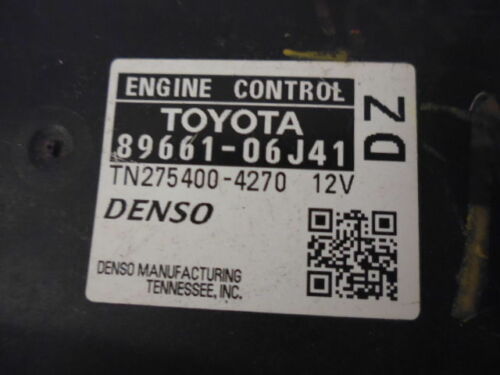 ENGINE CONTROL
TOYOTA
89661-06J41
TN275400-4270 12V
DENSO
DENSO MANUFACTURING
TENNESSEE, INC.
DZ